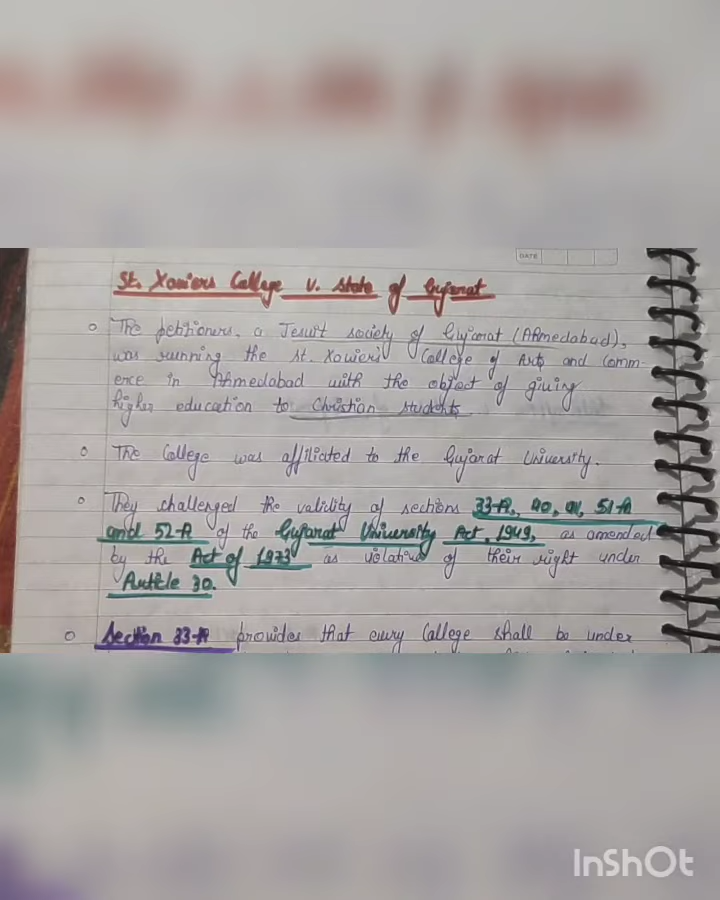 DATE
St. Xaviers College v. State of Gujarat
The petitioners, a Jesuit society of Gujarat (Ahmedabad),
was running the St. Xaviers College of Arts and Comm-
erce in Ahmedabad with the object of giving
higher education to Christian students.
The College was affiliated to the Gujarat University.
They challenged the validity of sections 33-A, 40, 41, 51-A
and 52-A of the Gujarat University Act, 1949, as amended
by the Act of 1973 as violative of their right under
Article 30.
Section 33-A provides that every College shall be under
InShOt